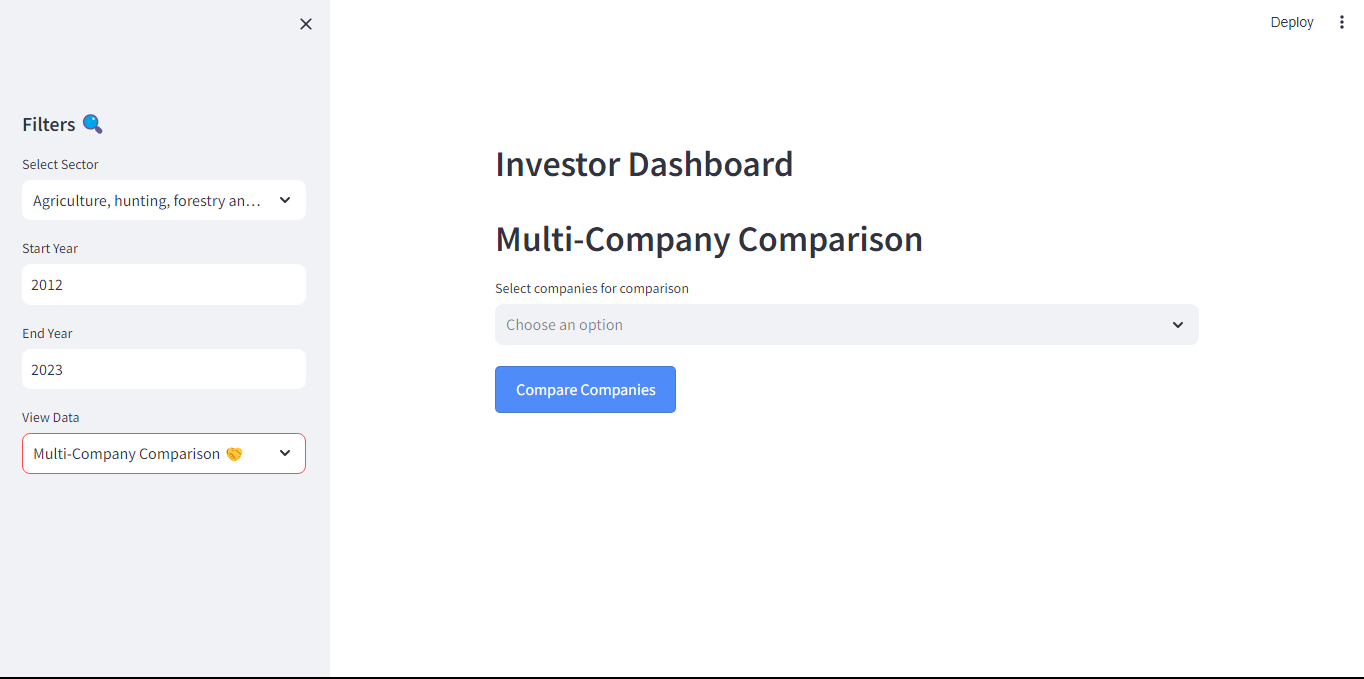 Deploy
Filters 🔍
Select Sector
Agriculture, hunting, forestry an...
Start Year
2012
End Year
2023
View Data
Multi-Company Comparison 🤝
Investor Dashboard
Multi-Company Comparison
Select companies for comparison
Choose an option
Compare Companies